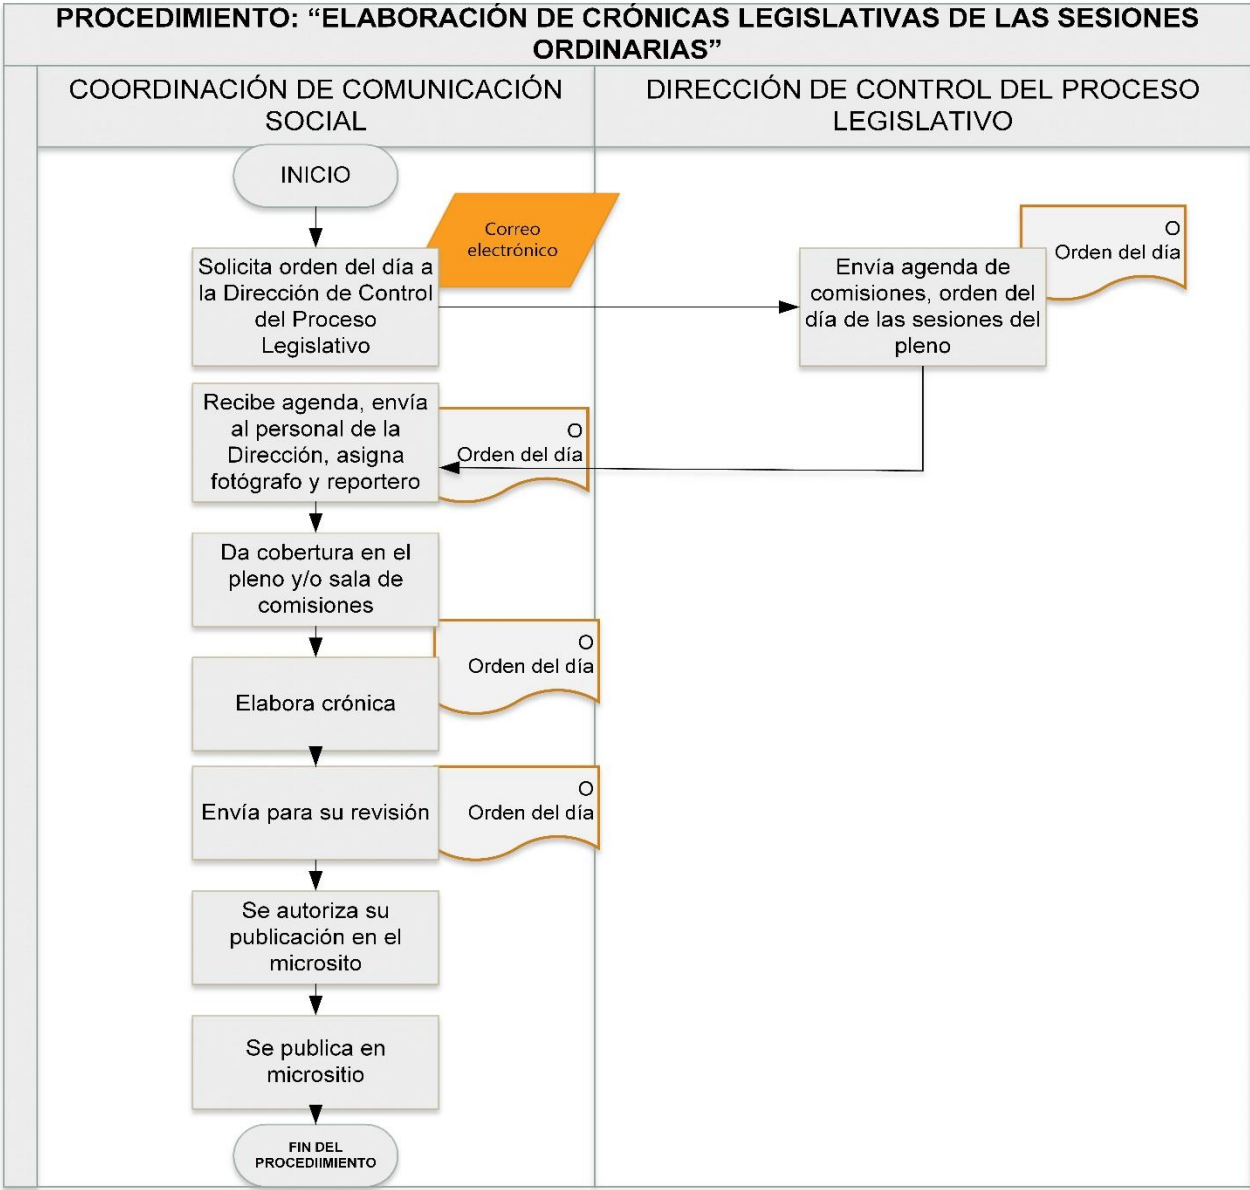 PROCEDIMIENTO: “ELABORACIÓN DE CRÓNICAS LEGISLATIVAS DE LAS SESIONES
ORDINARIAS”
COORDINACIÓN DE COMUNICACIÓN
SOCIAL
DIRECCIÓN DE CONTROL DEL PROCESO
LEGISLATIVO
INICIO
Correo
electrónico
Solicita orden del día a
la Dirección de Control
del Proceso
Legislativo
O
Orden del día
Envía agenda de
comisiones, orden del
día de las sesiones del
pleno
Recibe agenda, envía
al personal de la
Dirección, asigna
fotógrafo y reportero
O
Orden del día
Da cobertura en el
pleno y/o sala de
comisiones
O
Orden del día
Elabora crónica
Envía para su revisión
O
Orden del día
Se autoriza su
publicación en el
microsito
Se publica en
micrositio
FIN DEL
PROCEDIIMIENTO